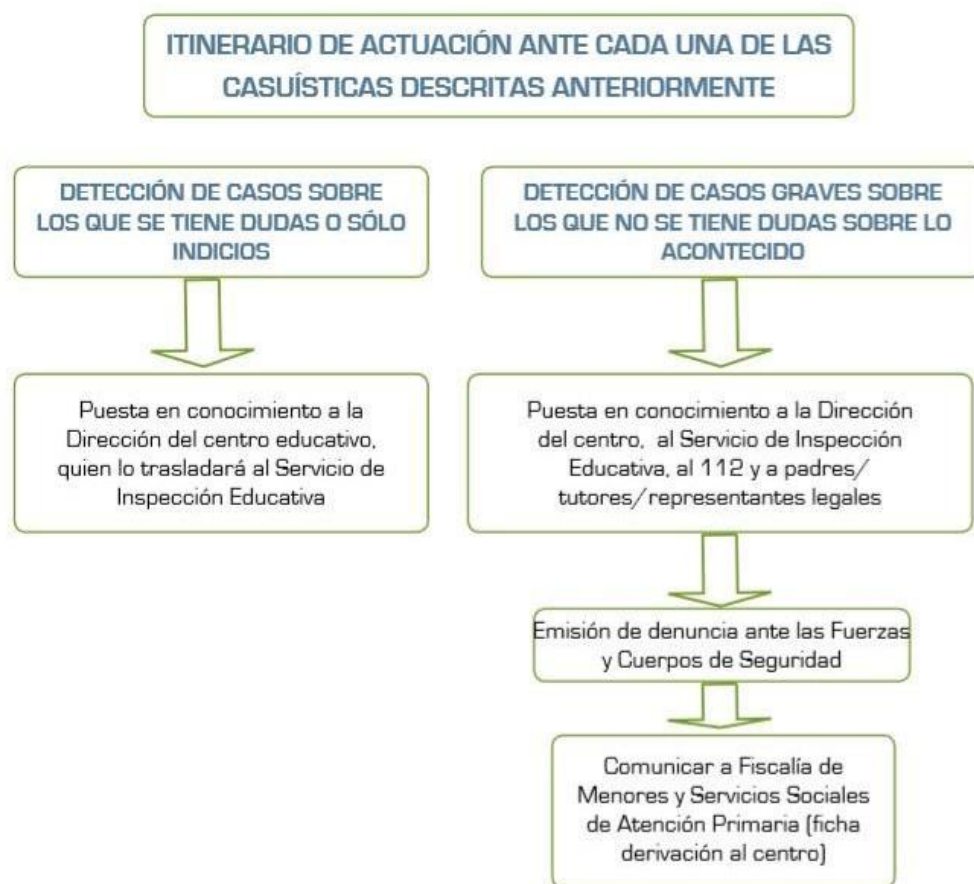 ITINERARIO DE ACTUACIÓN ANTE CADA UNA DE LAS
CASUÍSTICAS DESCRITAS ANTERIORMENTE
DETECCIÓN DE CASOS SOBRE
LOS QUE SE TIENE DUDAS O SÓLO
INDICIOS
DETECCIÓN DE CASOS GRAVES SOBRE
LOS QUE NO SE TIENE DUDAS SOBRE LO
ACONTECIDO
Puesta en conocimiento a la
Dirección del centro educativo,
quien lo trasladará al Servicio de
Inspección Educativa
Puesta en conocimiento a la Dirección
del centro, al Servicio de Inspección
Educativa, al 112 y a padres/
tutores/representantes legales
Emisión de denuncia ante las Fuerzas
y Cuerpos de Seguridad
Comunicar a Fiscalía de
Menores y Servicios Sociales
de Atención Primaria (ficha
derivación al centro)